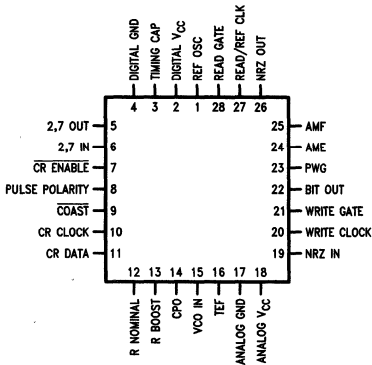 DIGITAL GND
TIMING CAP
DIGITAL VCC
REF OSC
READ GATE
READ/REF CLK
NRZ OUT
4 3 2 1 28 27 26
2,7 OUT 5 25 AMF
2,7 IN 6 24 AME
CR ENABLE 7 23 PWG
PULSE POLARITY 8 22 BIT OUT
COAST 9 21 WRITE GATE
CR CLOCK 10 20 WRITE CLOCK
CR DATA 11 19 NRZ IN
12 13 14 15 16 17 18
R NOMINAL
R BOOST
CPO
VCO IN
TEF
ANALOG GND
ANALOG VCC